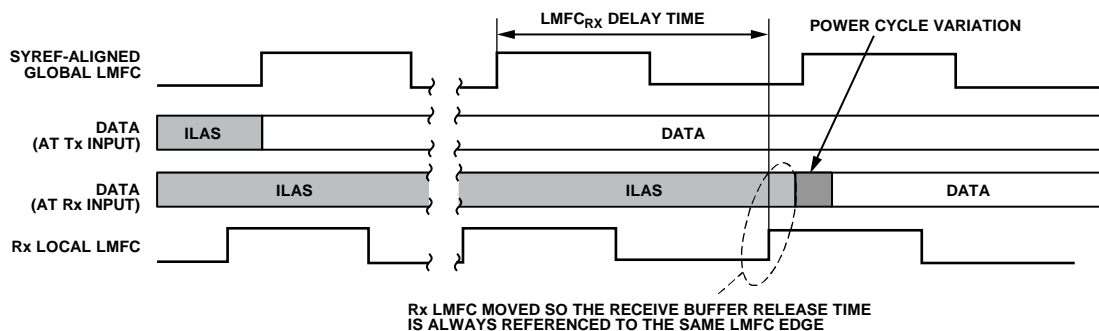 LMFCRX DELAY TIME
POWER CYCLE VARIATION
SYREF-ALIGNED
GLOBAL LMFC
DATA
(AT Tx INPUT)
ILAS
DATA
DATA
(AT Rx INPUT)
ILAS
ILAS
DATA
Rx LOCAL LMFC
Rx LMFC MOVED SO THE RECEIVE BUFFER RELEASE TIME
IS ALWAYS REFERENCED TO THE SAME LMFC EDGE